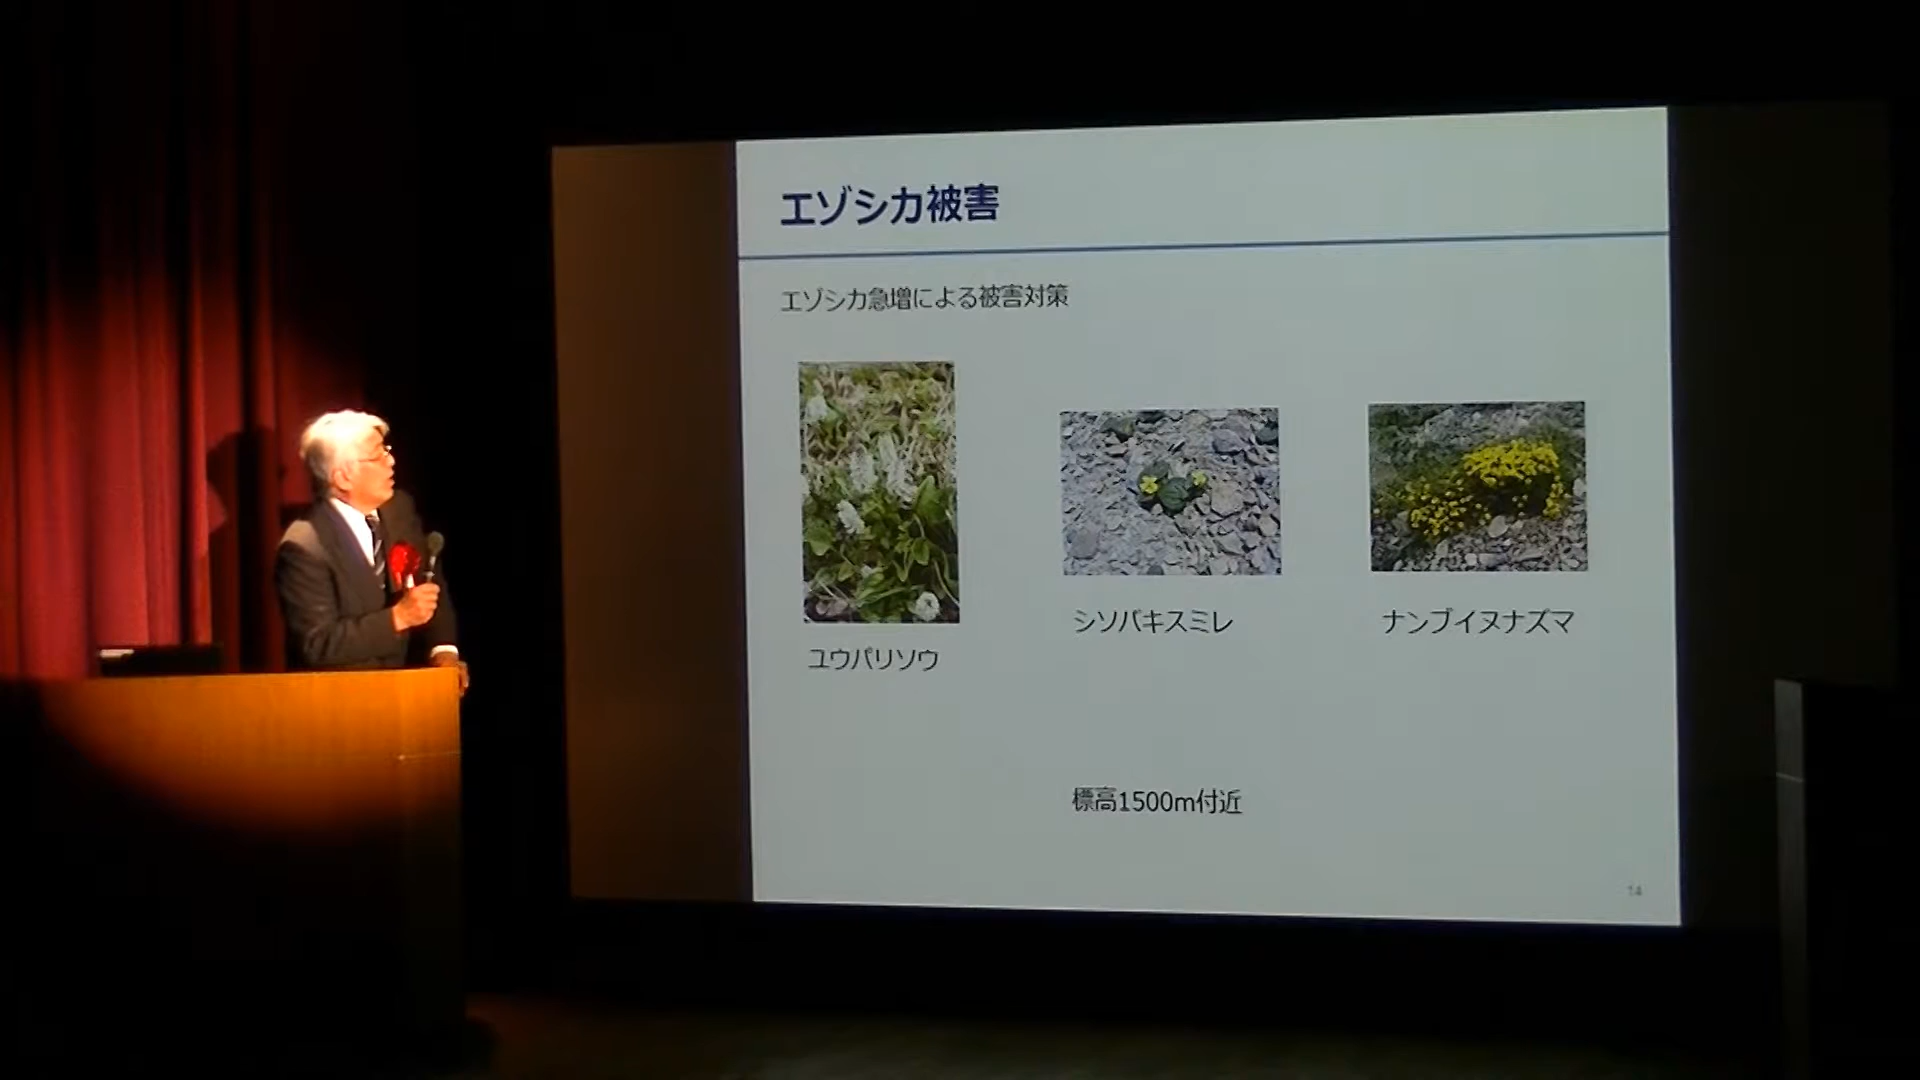 エゾシカ被害
エゾシカ急増による被害対策
シソバキスミレ
ナンブイヌナズマ
ユウパリソウ
標高1500m付近
14